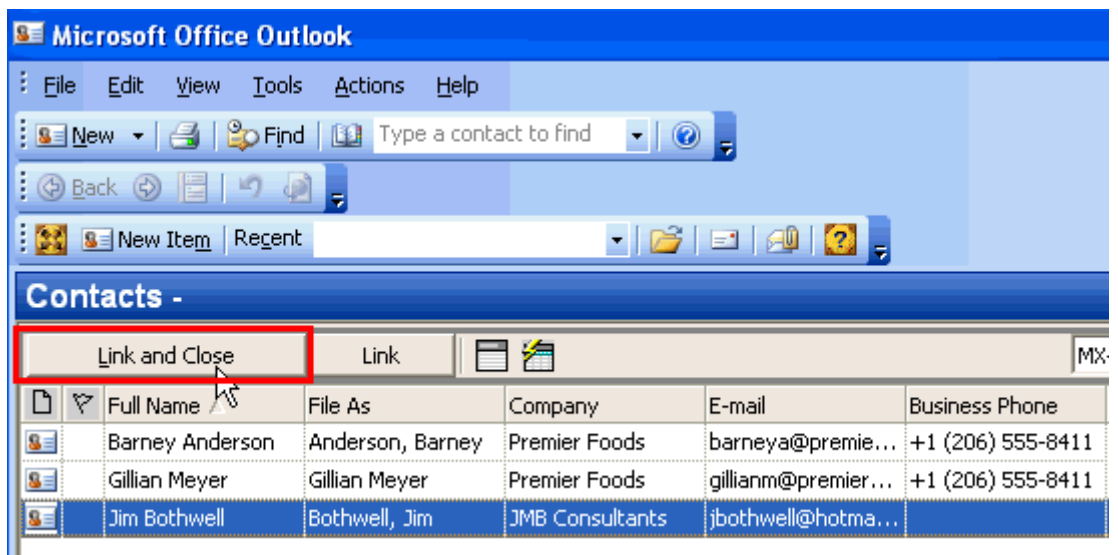 Microsoft Office Outlook
File Edit View Tools Actions Help
New Find Type a contact to find
Back
New Item Recent
Contacts -
Link and Close Link MX-
Full Name File As Company E-mail Business Phone
Barney Anderson Anderson, Barney Premier Foods barneya@premie... +1 (206) 555-8411
Gillian Meyer Gillian Meyer Premier Foods gillianm@premier... +1 (206) 555-8411
Jim Bothwell Bothwell, Jim JMB Consultants jbothwell@hotma...